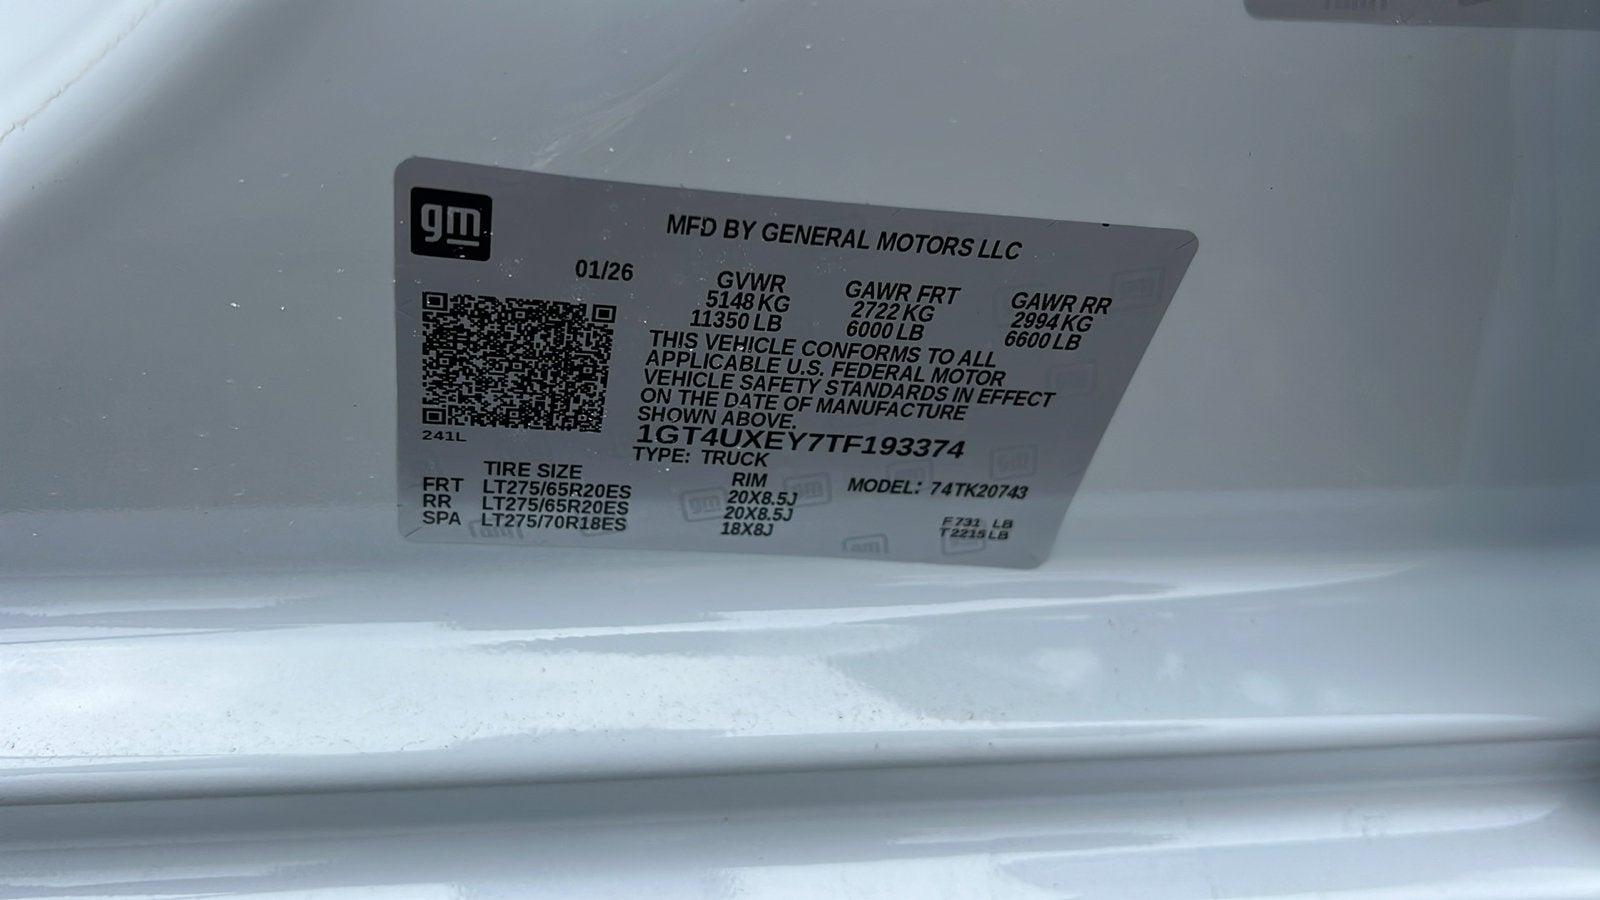 gm
MFD BY GENERAL MOTORS LLC
01/26
GVWR GAWR FRT GAWR RR
5148 KG 2722 KG 2994 KG
11350 LB 6000 LB 6600 LB
THIS VEHICLE CONFORMS TO ALL
APPLICABLE U.S. FEDERAL MOTOR
VEHICLE SAFETY STANDARDS IN EFFECT
ON THE DATE OF MANUFACTURE
SHOWN ABOVE.
241L
1GT4UXEY7TF193374
TYPE: TRUCK
TIRE SIZE RIM
FRT LT275/65R20ES 20X8.5J MODEL: 74TK20743
RR LT275/65R20ES 20X8.5J
SPA LT275/70R18ES 18X8J
F 731 LB
T 2215 LB